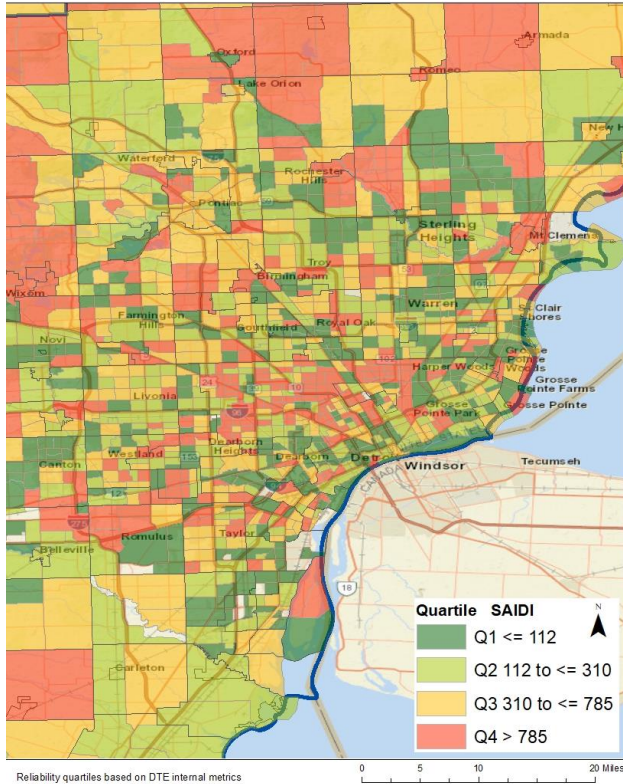 Oxford
Armada
Romeo
Lake Orion
New H
Waterford
Rochester
Hills
Pontiac
Sterling
Heights
Mt Clemens
Troy
Birmingham
Wixom
Warren
St Clair
Shores
Farmington
Hills
Southfield
Royal Oak
Novi
Harper Woods
Grosse
Pointe
Woods
Grosse
Pointe Farms
Livonia
Grosse
Pointe Park
Grosse Pointe
Dearborn
Heights
Westland
Dearborn
Detroit
Windsor
Tecumseh
Canton
CANADA
Romulus
Taylor
Belleville
18
Carleton
Quartile SAIDI
N
Q1 <= 112
Q2 112 to <= 310
Q3 310 to <= 785
Q4 > 785
Reliability quartiles based on DTE internal metrics
0 5 10 20 Miles